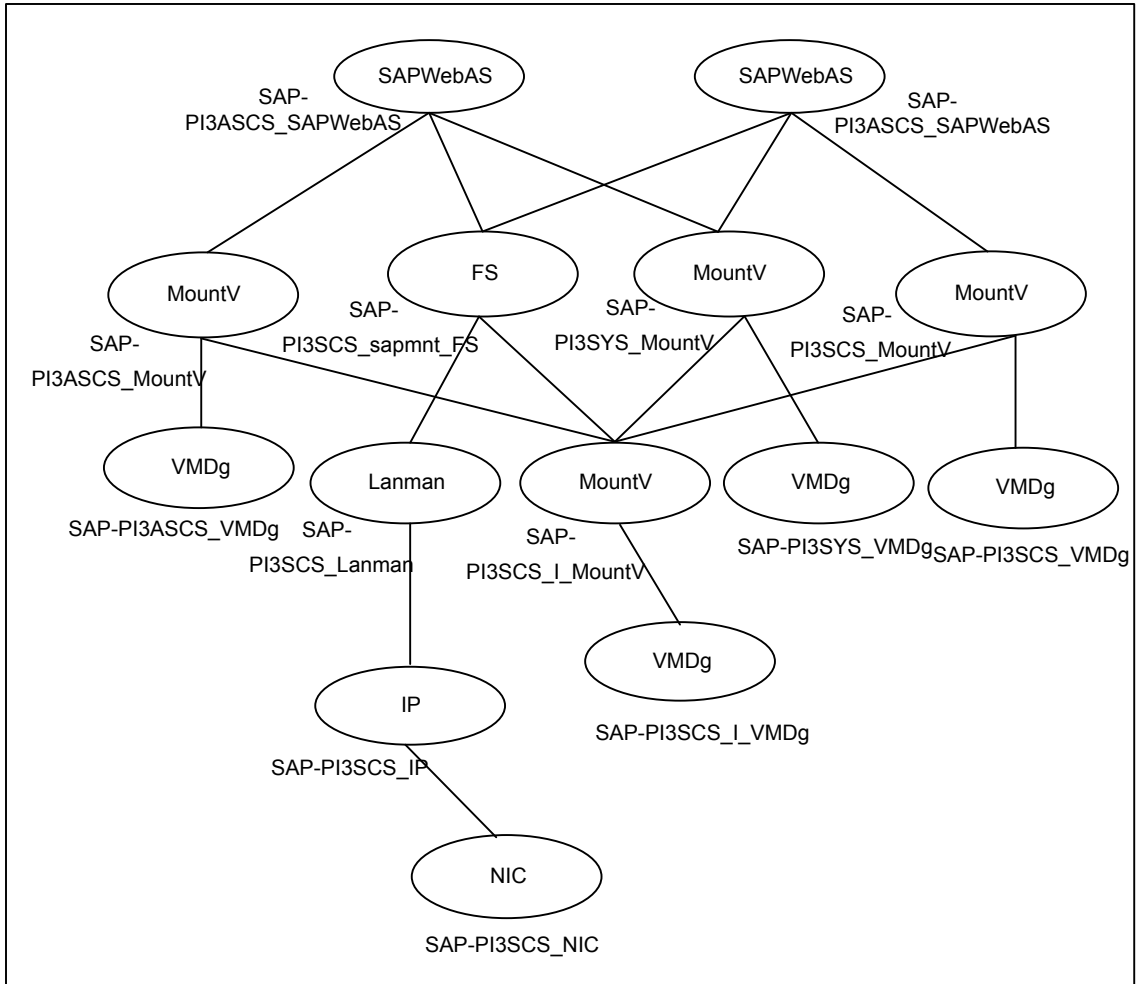 SAPWebAS
SAPWebAS
SAP-
PI3ASCS_SAPWebAS
SAP-
PI3ASCS_SAPWebAS
MountV
FS
MountV
MountV
SAP-
PI3ASCS_MountV
SAP-
PI3SCS_sapmnt_FS
SAP-
PI3SYS_MountV
SAP-
PI3SCS_MountV
VMDg
Lanman
MountV
VMDg
VMDg
SAP-PI3ASCS_VMDg
SAP-
PI3SCS_Lanman
SAP-
PI3SCS_I_MountV
SAP-PI3SYS_VMDg
SAP-PI3SCS_VMDg
VMDg
SAP-PI3SCS_I_VMDg
IP
SAP-PI3SCS_IP
NIC
SAP-PI3SCS_NIC